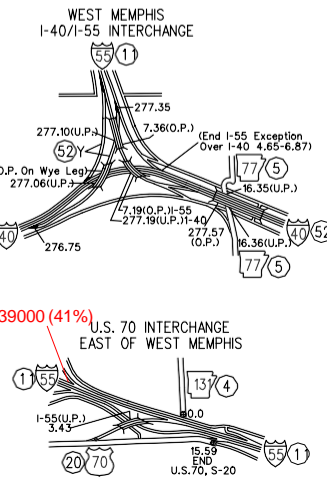 WEST MEMPHIS
I-40/I-55 INTERCHANGE
55 11
277.35
277.10(U.P.)
7.36(O.P.)
52Y
(End I-55 Exception
Over I-40 4.65-6.87)
O.P. On Wye Leg)
277.06(U.P.)
77 5
16.35(U.P.)
40
7.19(O.P.)I-55
277.19(U.P.)I-40
276.75
277.57
(O.P.)
16.36(U.P.)
40 52
77 5
39000 (41%)
U.S. 70 INTERCHANGE
EAST OF WEST MEMPHIS
11 55
131 4
I-55(U.P.)
3.43
0.0
20 70
15.59
END
U.S.70, S-20
55 11